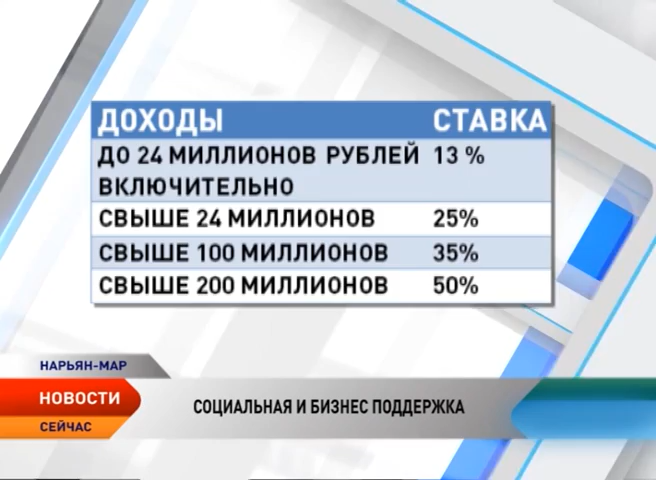 ДОХОДЫ СТАВКА
ДО 24 МИЛЛИОНОВ РУБЛЕЙ 13 %
ВКЛЮЧИТЕЛЬНО
СВЫШЕ 24 МИЛЛИОНОВ 25%
СВЫШЕ 100 МИЛЛИОНОВ 35%
СВЫШЕ 200 МИЛЛИОНОВ 50%
НАРЬЯН-МАР
НОВОСТИ
СОЦИАЛЬНАЯ И БИЗНЕС ПОДДЕРЖКА
СЕЙЧАС